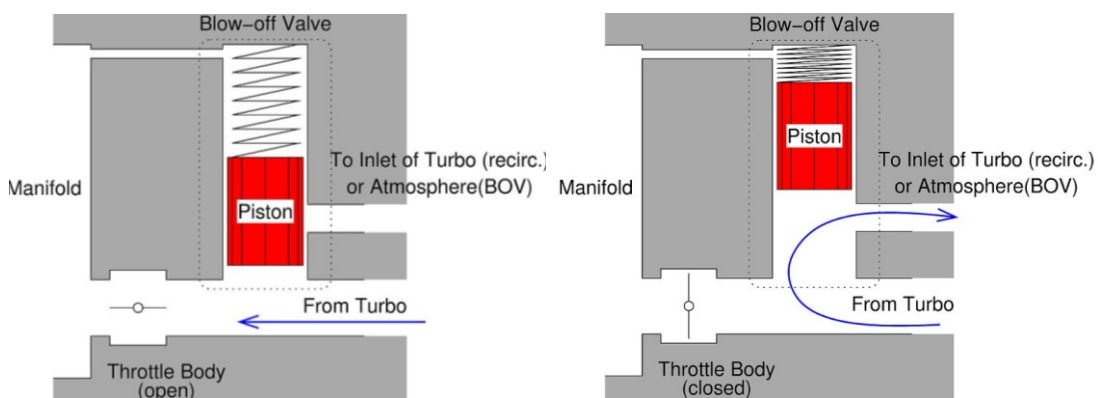 Blow-off Valve
Piston
Manifold
To Inlet of Turbo (recirc.)
or Atmosphere(BOV)
From Turbo
Throttle Body
(open)
Blow-off Valve
Piston
Manifold
To Inlet of Turbo (recirc.)
or Atmosphere(BOV)
From Turbo
Throttle Body
(closed)